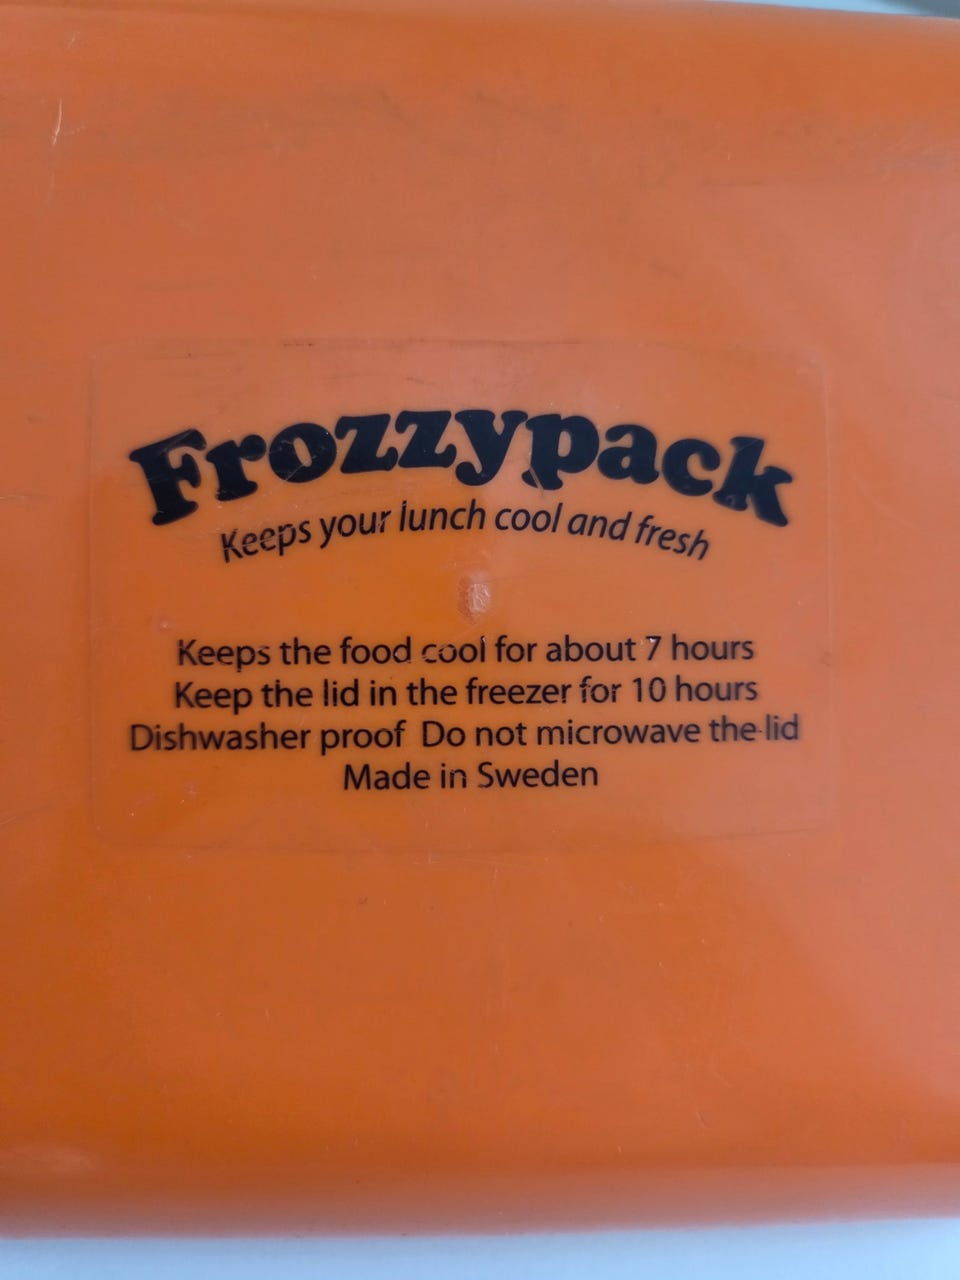 Frozzypack
Keeps your lunch cool and fresh
Keeps the food cool for about 7 hours
Keep the lid in the freezer for 10 hours
Dishwasher proof Do not microwave the lid
Made in Sweden